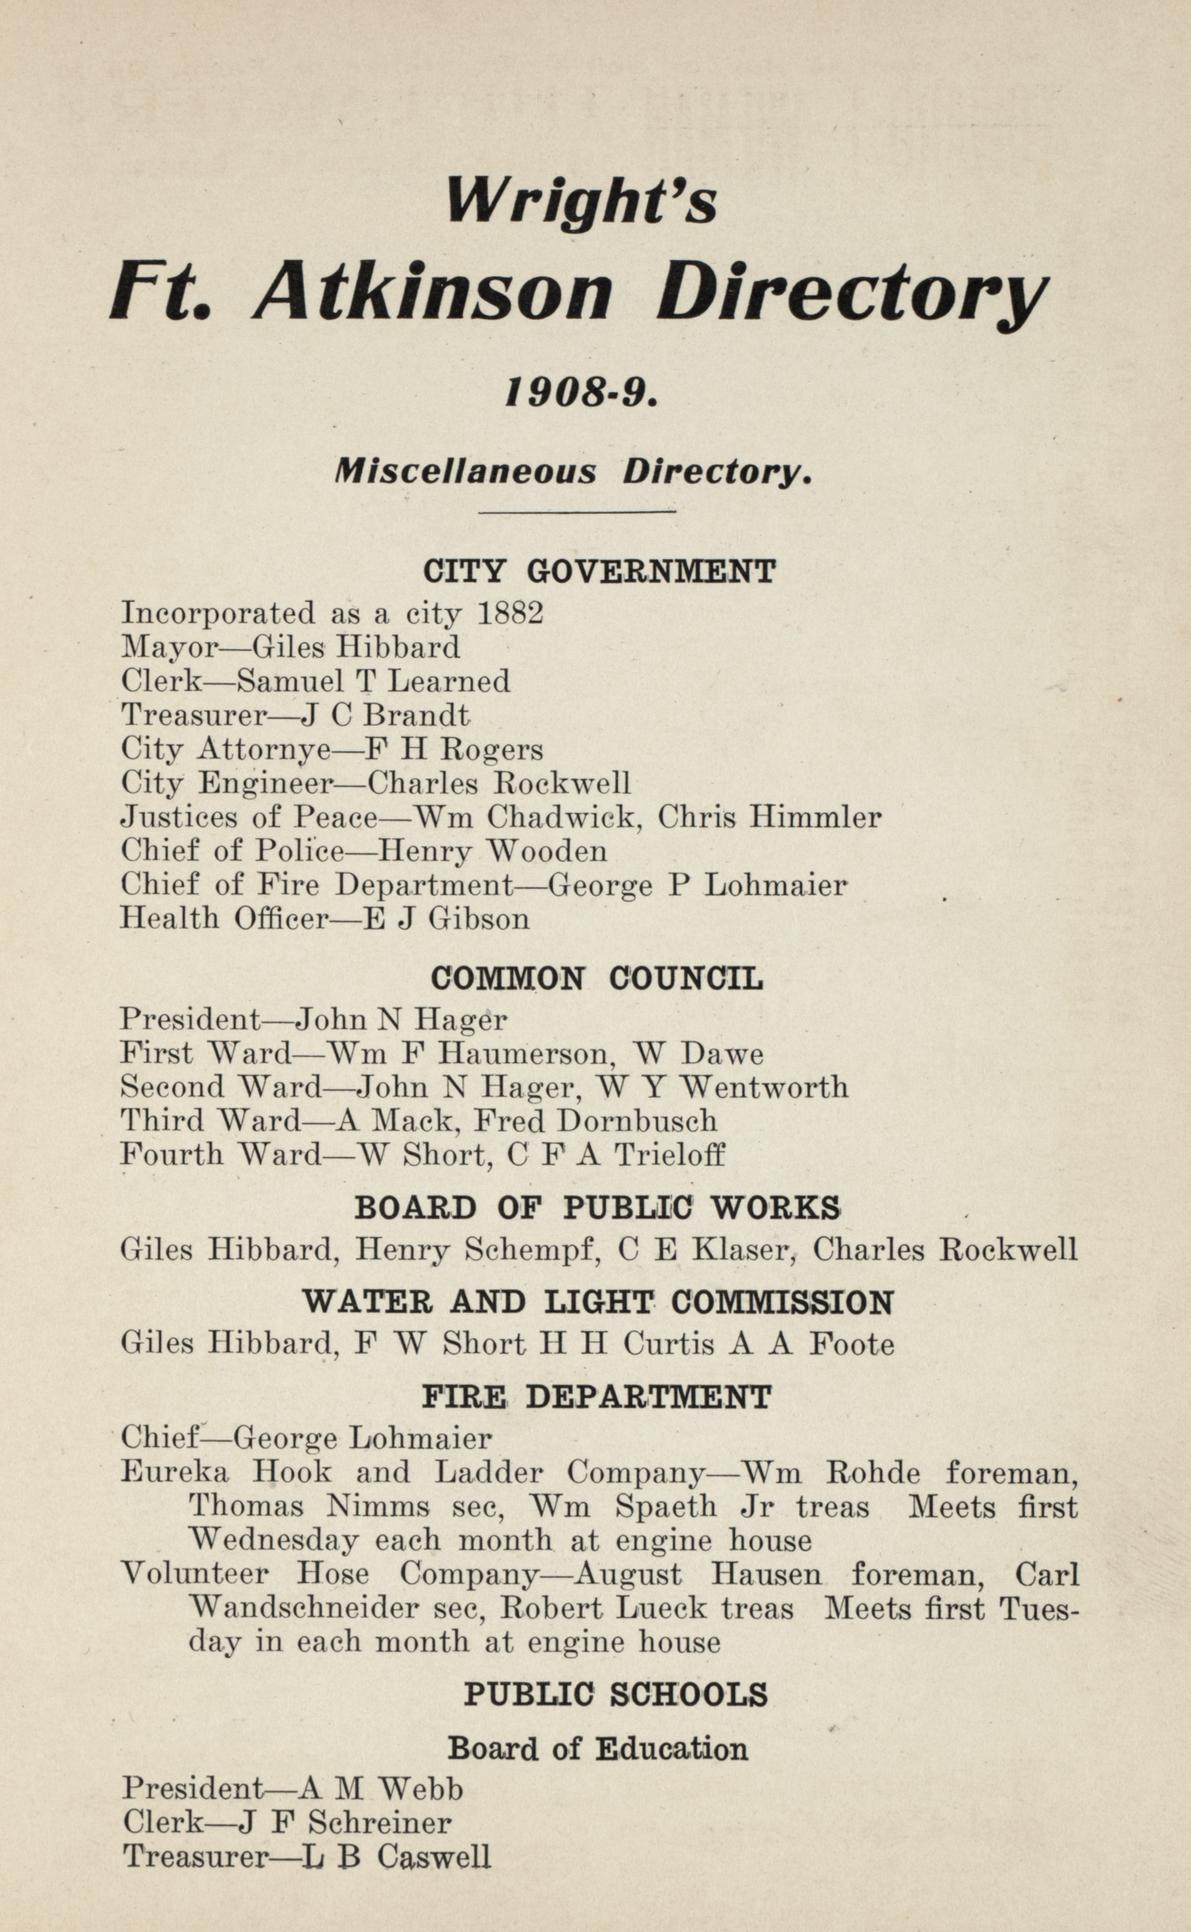 Wright's
Ft. Atkinson Directory
1908-9.
Miscellaneous Directory.
CITY GOVERNMENT
Incorporated as a city 1882
Mayor—Giles Hibbard
Clerk—Samuel T Learned
Treasurer—J C Brandt
City Attornye—F H Rogers
City Engineer—Charles Rockwell
Justices of Peace—Wm Chadwick, Chris Himmler
Chief of Police—Henry Wooden
Chief of Fire Department—George P Lohmaier
Health Officer—E J Gibson
COMMON COUNCIL
President—John N Hager
First Ward—Wm F Haumerson, W Dawe
Second Ward—John N Hager, W Y Wentworth
Third Ward—A Mack, Fred Dornbusch
Fourth Ward—W Short, C F A Trieloff
BOARD OF PUBLIC WORKS
Giles Hibbard, Henry Schempf, C E Klaser, Charles Rockwell
WATER AND LIGHT COMMISSION
Giles Hibbard, F W Short H H Curtis A A Foote
FIRE DEPARTMENT
Chief—George Lohmaier
Eureka Hook and Ladder Company—Wm Rohde foreman,
Thomas Nimms sec, Wm Spaeth Jr treas Meets first
Wednesday each month at engine house
Volunteer Hose Company—August Hausen foreman, Carl
Wandschneider sec, Robert Lueck treas Meets first Tues-
day in each month at engine house
PUBLIC SCHOOLS
Board of Education
President—A M Webb
Clerk—J F Schreiner
Treasurer—L B Caswell